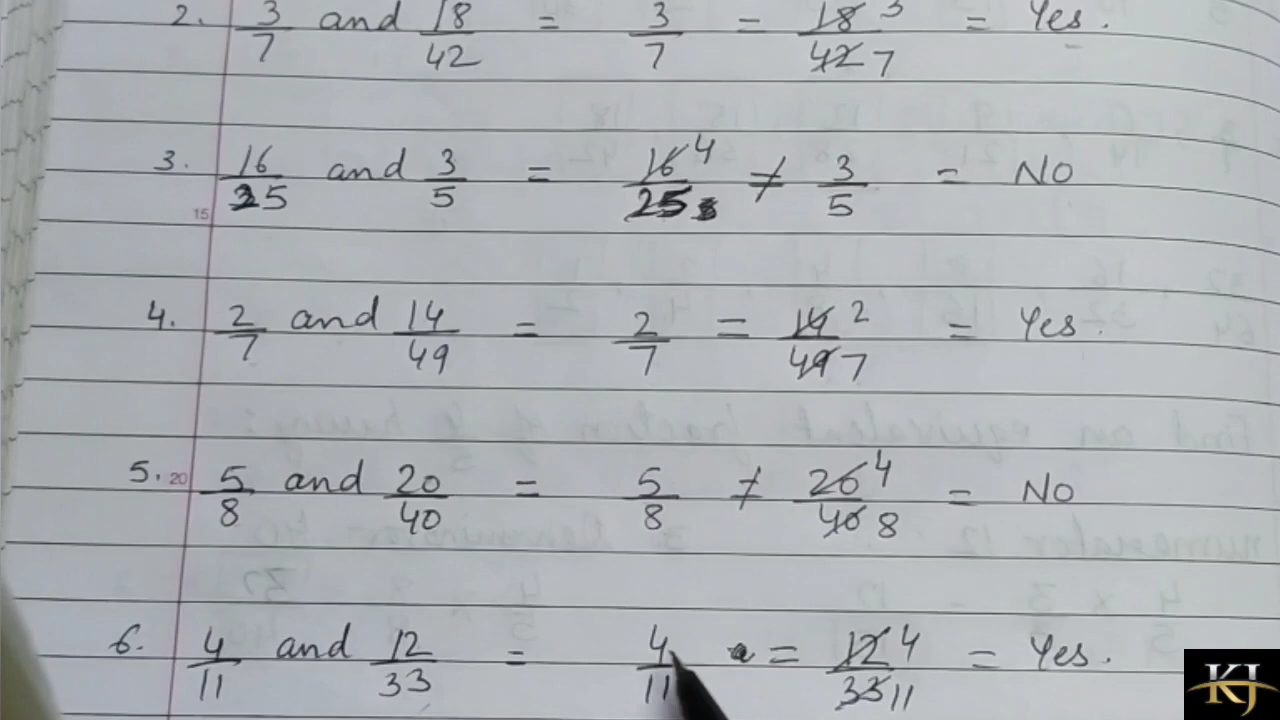 2. 3/7 and 18/42 = 3/7 = 18 3/42 7 = Yes.
3. 16/25 and 3/5 = 16 4/25 ≠ 3/5 = NO
15
4. 2/7 and 14/49 = 2/7 = 14 2/49 7 = Yes.
5. 20 5/8 and 20/40 = 5/8 ≠ 20 4/40 8 = NO
6. 4/11 and 12/33 = 4/11 = 12 4/33 11 = Yes.
KJ